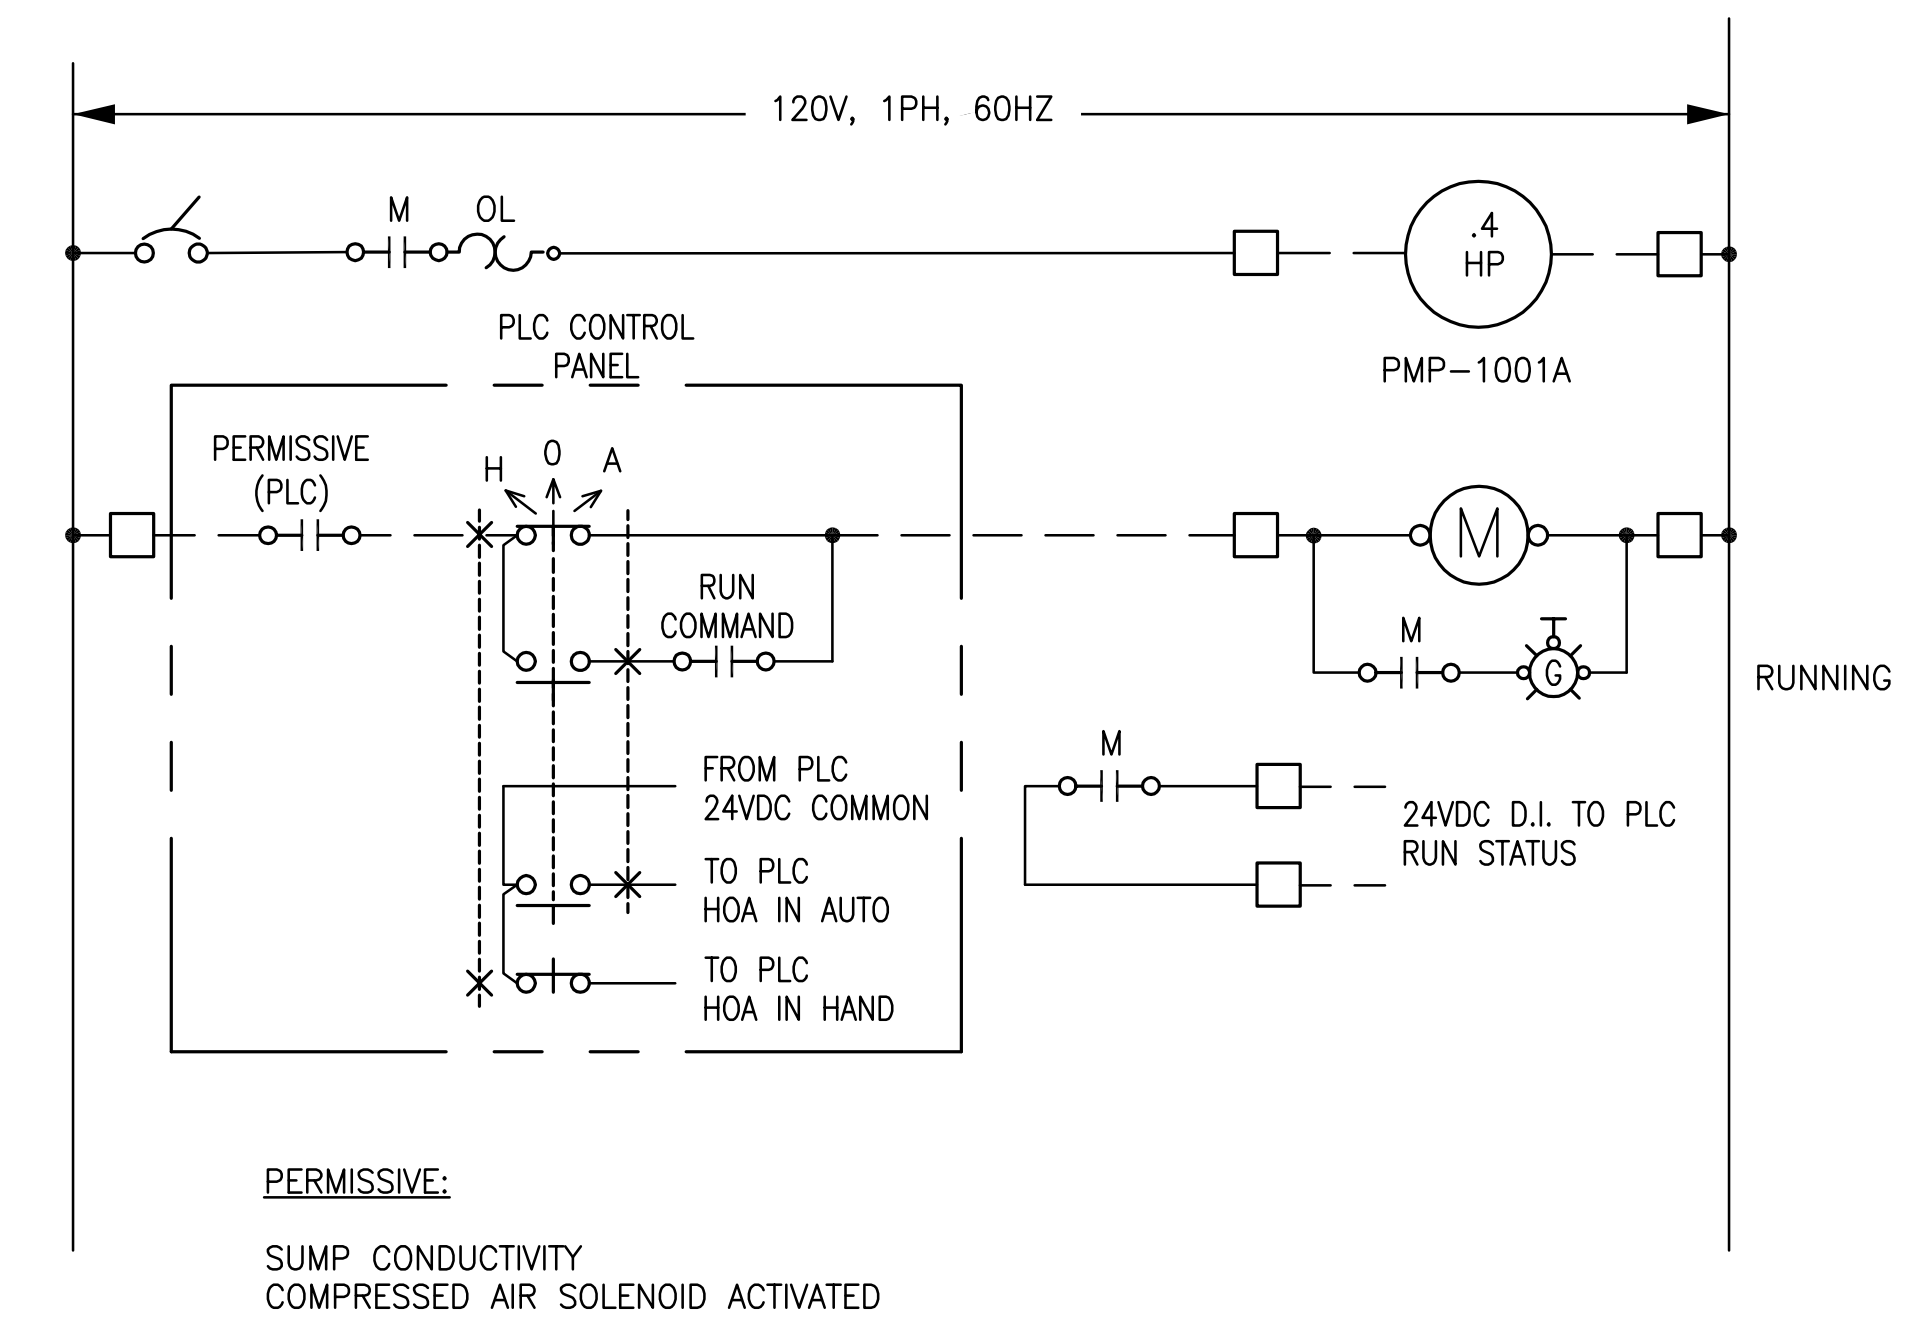 120V, 1PH, 60HZ
M OL
.4
HP
PMP-1001A
PLC CONTROL
PANEL
PERMISSIVE
(PLC)
H O A
M
RUN
COMMAND
M
G
RUNNING
FROM PLC
24VDC COMMON
M
24VDC D.I. TO PLC
RUN STATUS
TO PLC
HOA IN AUTO
TO PLC
HOA IN HAND
PERMISSIVE:
SUMP CONDUCTIVITY
COMPRESSED AIR SOLENOID ACTIVATED